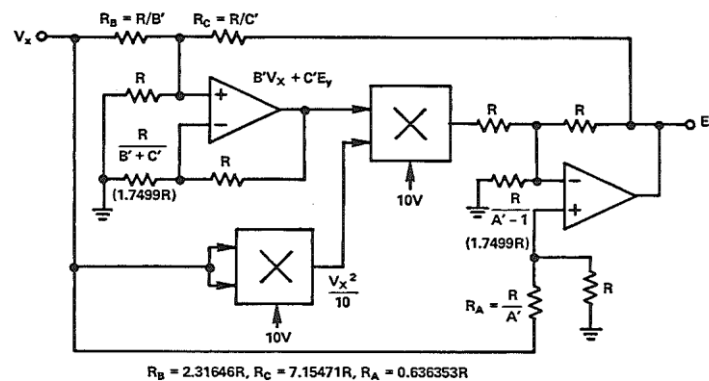 R_B = R/B'
R_C = R/C'
V_x
R
B'V_X + C'E_y
+
−
R
B' + C'
(1.7499R)
R
10V
R
R
E
R
A' − 1
(1.7499R)
−
+
V_X²
10
10V
R_A = R
A'
R
R_B = 2.31646R, R_C = 7.15471R, R_A = 0.636353R